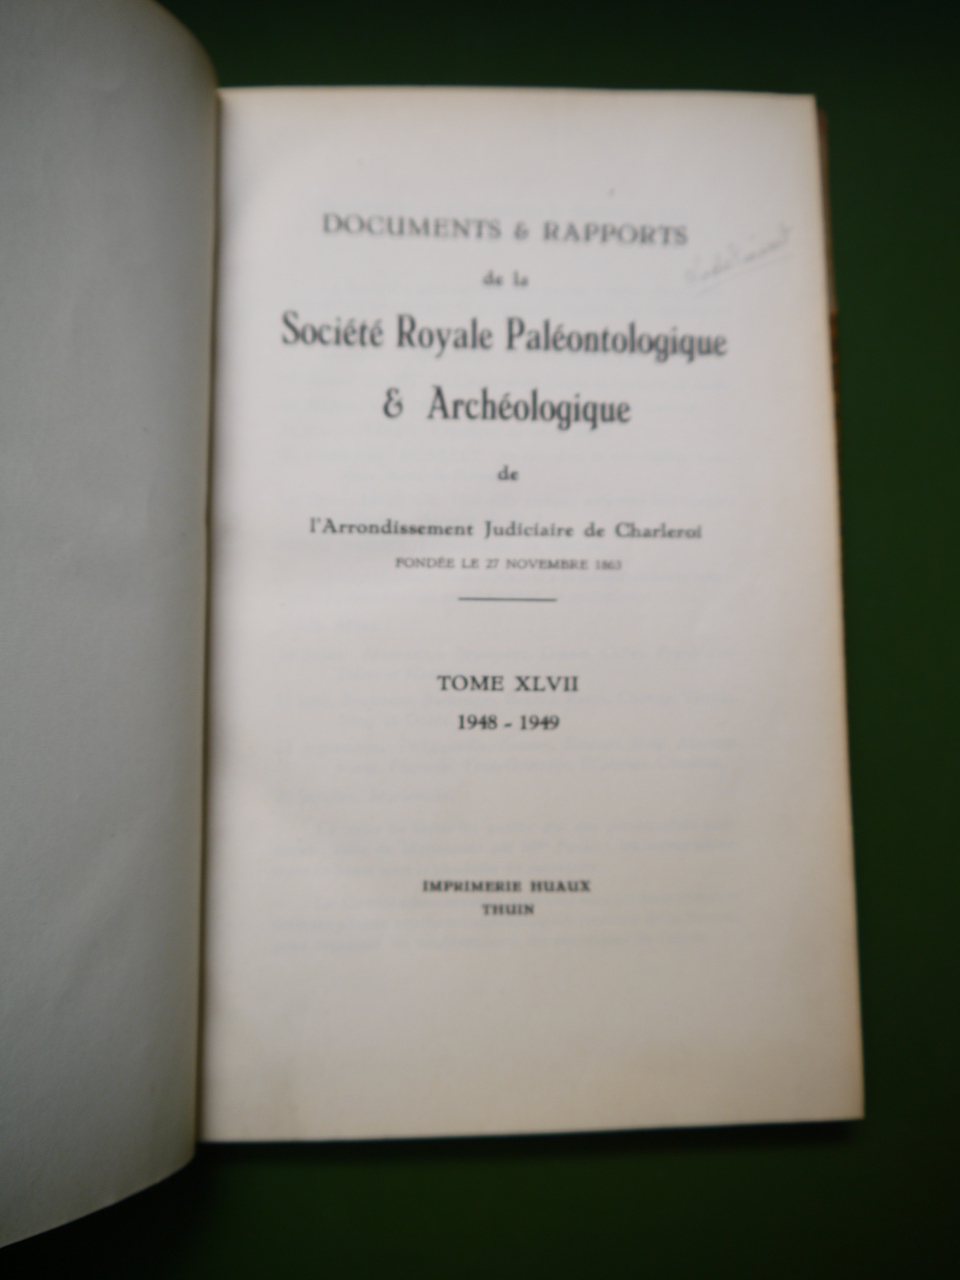 DOCUMENTS & RAPPORTS
de la
Société Royale Paléontologique
& Archéologique
de
l'Arrondissement Judiciaire de Charleroi
FONDÉE LE 27 NOVEMBRE 1863
TOME XLVII
1948 - 1949
IMPRIMERIE HUAUX
THUIN